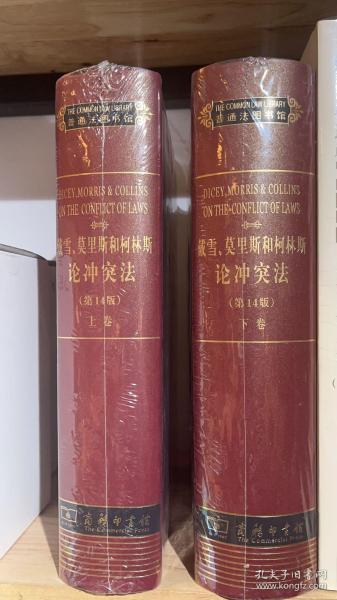 THE COMMON LAW LIBRARY
普通法图书馆
DICEY, MORRIS & COLLINS
ON THE CONFLICT OF LAWS
戴雪、莫里斯和柯林斯
论冲突法
(第14版)
上卷
商务印书馆
The Commercial Press
THE COMMON LAW LIBRARY
普通法图书馆
DICEY, MORRIS & COLLINS
ON THE CONFLICT OF LAWS
戴雪、莫里斯和柯林斯
论冲突法
(第14版)
下卷
商务印书馆
The Commercial Press
孔夫子旧书网